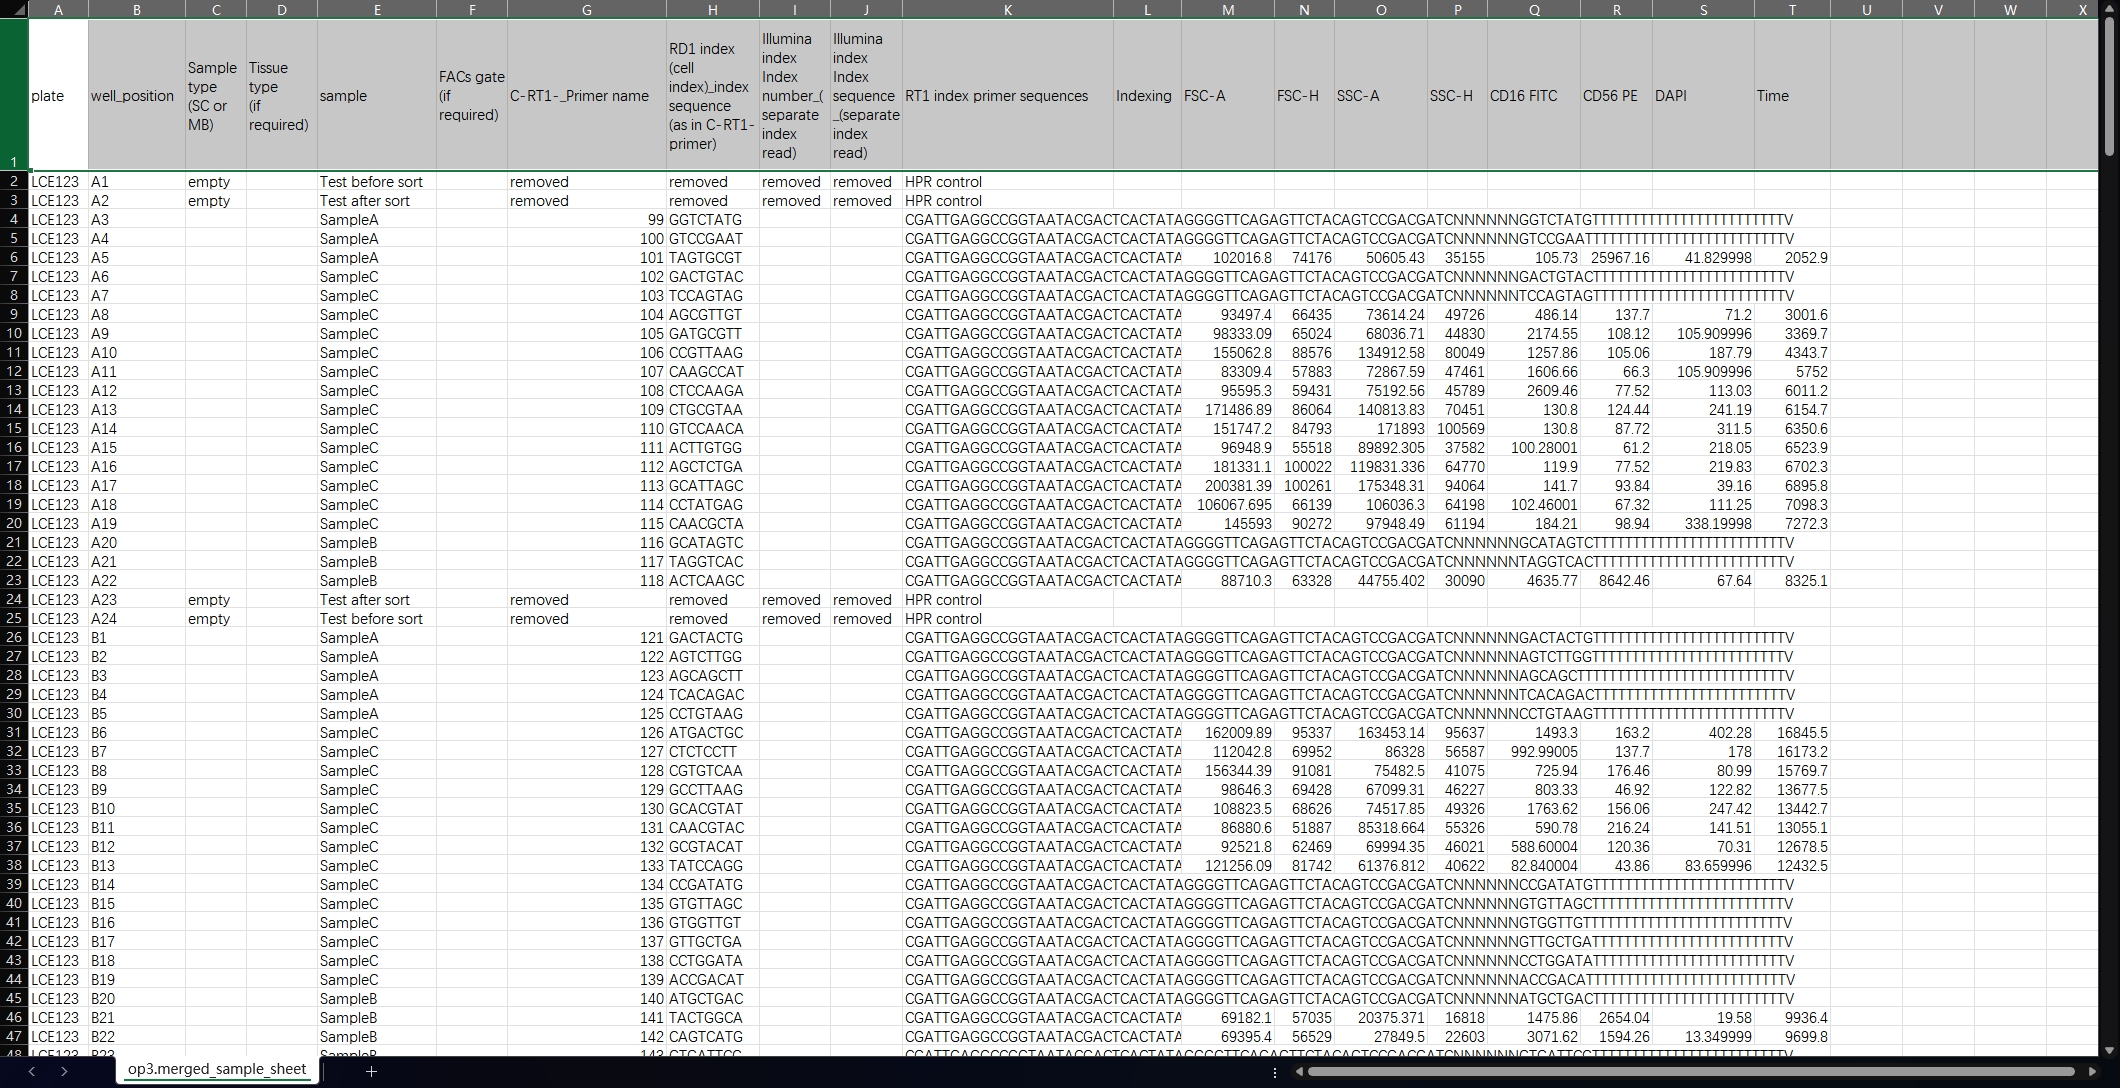 A B C D E F G H I J K L M N O P Q R S T U V W X
1 plate well_position Sample type (SC or MB) Tissue type (if required) sample FACs gate (if required) C-RT1-_Primer name RD1 index (cell index)_index sequence (as in C-RT1-primer) Illumina index Index number_(separate index read) Illumina index Index sequence_(separate index read) RT1 index primer sequences Indexing FSC-A FSC-H SSC-A SSC-H CD16 FITC CD56 PE DAPI Time
2 LCE123 A1 empty Test before sort removed removed removed removed HPR control
3 LCE123 A2 empty Test after sort removed removed removed removed HPR control
4 LCE123 A3 SampleA 99 GGTCTATG CGATTGAGGCCGGTAATACGACTCACTATAGGGGTTCAGAGTTCTACAGTCCGACGATCNNNNNNGGTCTATGTTTTTTTTTTTTTTTTTTTTTTTTV
5 LCE123 A4 SampleA 100 GTCCGAAT CGATTGAGGCCGGTAATACGACTCACTATAGGGGTTCAGAGTTCTACAGTCCGACGATCNNNNNNGTCCGAATTTTTTTTTTTTTTTTTTTTTTTTTV
6 LCE123 A5 SampleA 101 TAGTGCGT CGATTGAGGCCGGTAATACGACTCACTATA 102016.8 74176 50605.43 35155 105.73 25967.16 41.829998 2052.9
7 LCE123 A6 SampleC 102 GACTGTAC CGATTGAGGCCGGTAATACGACTCACTATAGGGGTTCAGAGTTCTACAGTCCGACGATCNNNNNNGACTGTACTTTTTTTTTTTTTTTTTTTTTTTTV
8 LCE123 A7 SampleC 103 TCCAGTAG CGATTGAGGCCGGTAATACGACTCACTATAGGGGTTCAGAGTTCTACAGTCCGACGATCNNNNNNTCCAGTAGTTTTTTTTTTTTTTTTTTTTTTTTV
9 LCE123 A8 SampleC 104 AGCGTTGT CGATTGAGGCCGGTAATACGACTCACTATA 93497.4 66435 73614.24 49726 486.14 137.7 71.2 3001.6
10 LCE123 A9 SampleC 105 GATGCGTT CGATTGAGGCCGGTAATACGACTCACTATA 98333.09 65024 68036.71 44830 2174.55 108.12 105.909996 3369.7
11 LCE123 A10 SampleC 106 CCGTTAAG CGATTGAGGCCGGTAATACGACTCACTATA 155062.8 88576 134912.58 80049 1257.86 105.06 187.79 4343.7
12 LCE123 A11 SampleC 107 CAAGCCAT CGATTGAGGCCGGTAATACGACTCACTATA 83309.4 57883 72867.59 47461 1606.66 66.3 105.909996 5752
13 LCE123 A12 SampleC 108 CTCCAAGA CGATTGAGGCCGGTAATACGACTCACTATA 95595.3 59431 75192.56 45789 2609.46 77.52 113.03 6011.2
14 LCE123 A13 SampleC 109 CTGCGTAA CGATTGAGGCCGGTAATACGACTCACTATA 171486.89 86064 140813.83 70451 130.8 124.44 241.19 6154.7
15 LCE123 A14 SampleC 110 GTCCAACA CGATTGAGGCCGGTAATACGACTCACTATA 151747.2 84793 171893 100569 130.8 87.72 311.5 6350.6
16 LCE123 A15 SampleC 111 ACTTGTGG CGATTGAGGCCGGTAATACGACTCACTATA 96948.9 55518 89892.305 37582 100.28001 61.2 218.05 6523.9
17 LCE123 A16 SampleC 112 AGCTCTGA CGATTGAGGCCGGTAATACGACTCACTATA 181331.1 100022 119831.336 64770 119.9 77.52 219.83 6702.3
18 LCE123 A17 SampleC 113 GCATTAGC CGATTGAGGCCGGTAATACGACTCACTATA 200381.39 100261 175348.31 94064 141.7 93.84 39.16 6895.8
19 LCE123 A18 SampleC 114 CCTATGAG CGATTGAGGCCGGTAATACGACTCACTATA 106067.695 66139 106036.3 64198 102.46001 67.32 111.25 7098.3
20 LCE123 A19 SampleC 115 CAACGCTA CGATTGAGGCCGGTAATACGACTCACTATA 145593 90272 97948.49 61194 184.21 98.94 338.19998 7272.3
21 LCE123 A20 SampleB 116 GCATAGTC CGATTGAGGCCGGTAATACGACTCACTATAGGGGTTCAGAGTTCTACAGTCCGACGATCNNNNNNGCATAGTCTTTTTTTTTTTTTTTTTTTTTTTTV
22 LCE123 A21 SampleB 117 TAGGTCAC CGATTGAGGCCGGTAATACGACTCACTATAGGGGTTCAGAGTTCTACAGTCCGACGATCNNNNNNTAGGTCACTTTTTTTTTTTTTTTTTTTTTTTTV
23 LCE123 A22 SampleB 118 ACTCAAGC CGATTGAGGCCGGTAATACGACTCACTATA 88710.3 63328 44755.402 30090 4635.77 8642.46 67.64 8325.1
24 LCE123 A23 empty Test after sort removed removed removed removed HPR control
25 LCE123 A24 empty Test before sort removed removed removed removed HPR control
26 LCE123 B1 SampleA 121 GACTACTG CGATTGAGGCCGGTAATACGACTCACTATAGGGGTTCAGAGTTCTACAGTCCGACGATCNNNNNNGACTACTGTTTTTTTTTTTTTTTTTTTTTTTTV
27 LCE123 B2 SampleA 122 AGTCTTGG CGATTGAGGCCGGTAATACGACTCACTATAGGGGTTCAGAGTTCTACAGTCCGACGATCNNNNNNAGTCTTGGTTTTTTTTTTTTTTTTTTTTTTTTV
28 LCE123 B3 SampleA 123 AGCAGCTT CGATTGAGGCCGGTAATACGACTCACTATAGGGGTTCAGAGTTCTACAGTCCGACGATCNNNNNNAGCAGCTTTTTTTTTTTTTTTTTTTTTTTTTTV
29 LCE123 B4 SampleA 124 TCACAGAC CGATTGAGGCCGGTAATACGACTCACTATAGGGGTTCAGAGTTCTACAGTCCGACGATCNNNNNNTCACAGACTTTTTTTTTTTTTTTTTTTTTTTTV
30 LCE123 B5 SampleA 125 CCTGTAAG CGATTGAGGCCGGTAATACGACTCACTATAGGGGTTCAGAGTTCTACAGTCCGACGATCNNNNNNCCTGTAAGTTTTTTTTTTTTTTTTTTTTTTTTV
31 LCE123 B6 SampleC 126 ATGACTGC CGATTGAGGCCGGTAATACGACTCACTATA 162009.89 95337 163453.14 95637 1493.3 163.2 402.28 16845.5
32 LCE123 B7 SampleC 127 CTCTCCTT CGATTGAGGCCGGTAATACGACTCACTATA 112042.8 69952 86328 56587 992.99005 137.7 178 16173.2
33 LCE123 B8 SampleC 128 CGTGTCAA CGATTGAGGCCGGTAATACGACTCACTATA 156344.39 91081 75482.5 41075 725.94 176.46 80.99 15769.7
34 LCE123 B9 SampleC 129 GCCTTAAG CGATTGAGGCCGGTAATACGACTCACTATA 98646.3 69428 67099.31 46227 803.33 46.92 122.82 13677.5
35 LCE123 B10 SampleC 130 GCACGTAT CGATTGAGGCCGGTAATACGACTCACTATA 108823.5 68626 74517.85 49326 1763.62 156.06 247.42 13442.7
36 LCE123 B11 SampleC 131 CAACGTAC CGATTGAGGCCGGTAATACGACTCACTATA 86880.6 51887 85318.664 55326 590.78 216.24 141.51 13055.1
37 LCE123 B12 SampleC 132 GCGTACAT CGATTGAGGCCGGTAATACGACTCACTATA 92521.8 62469 69994.35 46021 588.60004 120.36 70.31 12678.5
38 LCE123 B13 SampleC 133 TATCCAGG CGATTGAGGCCGGTAATACGACTCACTATA 121256.09 81742 61376.812 40622 82.840004 43.86 83.659996 12432.5
39 LCE123 B14 SampleC 134 CCGATATG CGATTGAGGCCGGTAATACGACTCACTATAGGGGTTCAGAGTTCTACAGTCCGACGATCNNNNNNCCGATATGTTTTTTTTTTTTTTTTTTTTTTTTV
40 LCE123 B15 SampleC 135 GTGTTAGC CGATTGAGGCCGGTAATACGACTCACTATAGGGGTTCAGAGTTCTACAGTCCGACGATCNNNNNNGTGTTAGCTTTTTTTTTTTTTTTTTTTTTTTTV
41 LCE123 B16 SampleC 136 GTGGTTGT CGATTGAGGCCGGTAATACGACTCACTATAGGGGTTCAGAGTTCTACAGTCCGACGATCNNNNNNGTGGTTGTTTTTTTTTTTTTTTTTTTTTTTTTV
42 LCE123 B17 SampleC 137 GTTGCTGA CGATTGAGGCCGGTAATACGACTCACTATAGGGGTTCAGAGTTCTACAGTCCGACGATCNNNNNNGTTGCTGATTTTTTTTTTTTTTTTTTTTTTTTV
43 LCE123 B18 SampleC 138 CCTGGATA CGATTGAGGCCGGTAATACGACTCACTATAGGGGTTCAGAGTTCTACAGTCCGACGATCNNNNNNCCTGGATATTTTTTTTTTTTTTTTTTTTTTTTV
44 LCE123 B19 SampleC 139 ACCGACAT CGATTGAGGCCGGTAATACGACTCACTATAGGGGTTCAGAGTTCTACAGTCCGACGATCNNNNNNACCGACATTTTTTTTTTTTTTTTTTTTTTTTTV
45 LCE123 B20 SampleB 140 ATGCTGAC CGATTGAGGCCGGTAATACGACTCACTATAGGGGTTCAGAGTTCTACAGTCCGACGATCNNNNNNATGCTGACTTTTTTTTTTTTTTTTTTTTTTTTV
46 LCE123 B21 SampleB 141 TACTGGCA CGATTGAGGCCGGTAATACGACTCACTATA 69182.1 57035 20375.371 16818 1475.86 2654.04 19.58 9936.4
47 LCE123 B22 SampleB 142 CAGTCATG CGATTGAGGCCGGTAATACGACTCACTATA 69395.4 56529 27849.5 22603 3071.62 1594.26 13.349999 9699.8
48 LCE123 B23 SampleB 143
op3.merged_sample_sheet